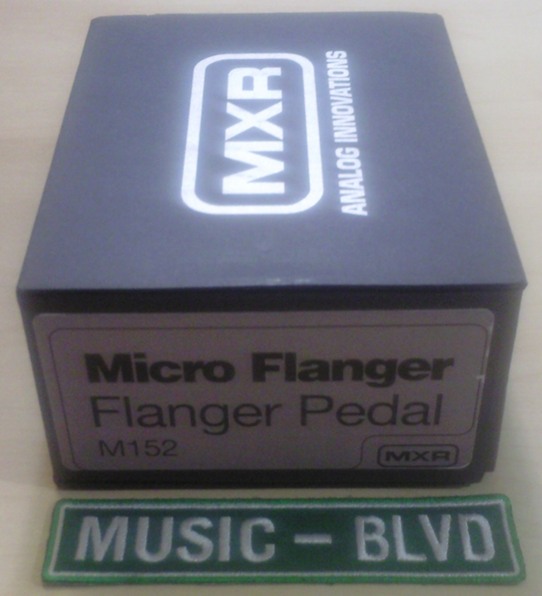 MXR
ANALOG INNOVATIONS
Micro Flanger
Flanger Pedal
M152
MXR
MUSIC - BLVD